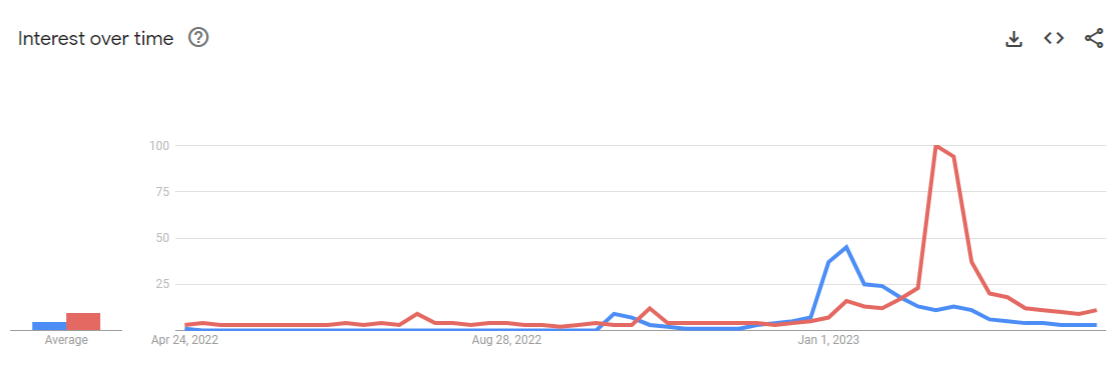 Interest over time
100
75
50
25
Average
Apr 24, 2022
Aug 28, 2022
Jan 1, 2023